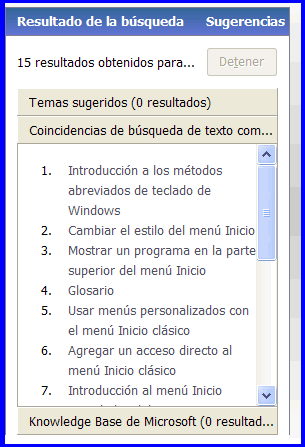 Resultado de la búsqueda Sugerencias
15 resultados obtenidos para... Detener
Temas sugeridos (0 resultados)
Coincidencias de búsqueda de texto com...
1. Introducción a los métodos
abreviados de teclado de
Windows
2. Cambiar el estilo del menú Inicio
3. Mostrar un programa en la parte
superior del menú Inicio
4. Glosario
5. Usar menús personalizados con
el menú Inicio clásico
6. Agregar un acceso directo al
menú Inicio clásico
7. Introducción al menú Inicio
Knowledge Base de Microsoft (0 resultad...